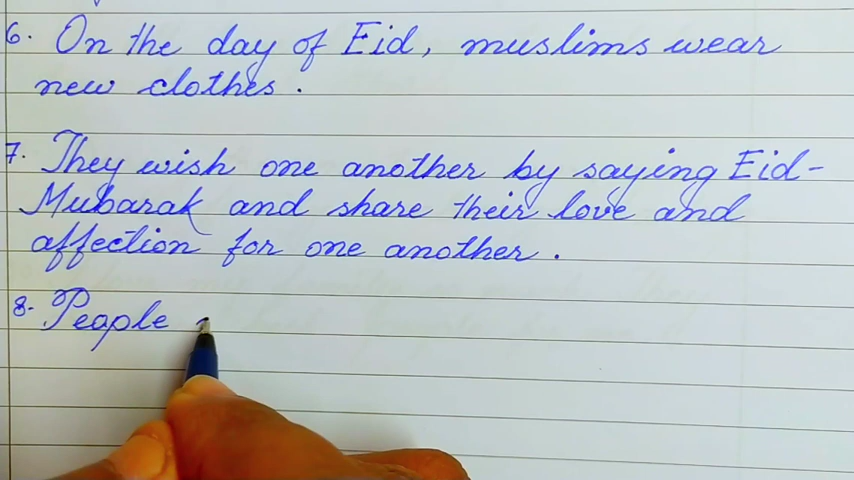 6. On the day of Eid, muslims wear
new clothes.
7. They wish one another by saying Eid-
Mubarak and share their love and
affection for one another.
8. People